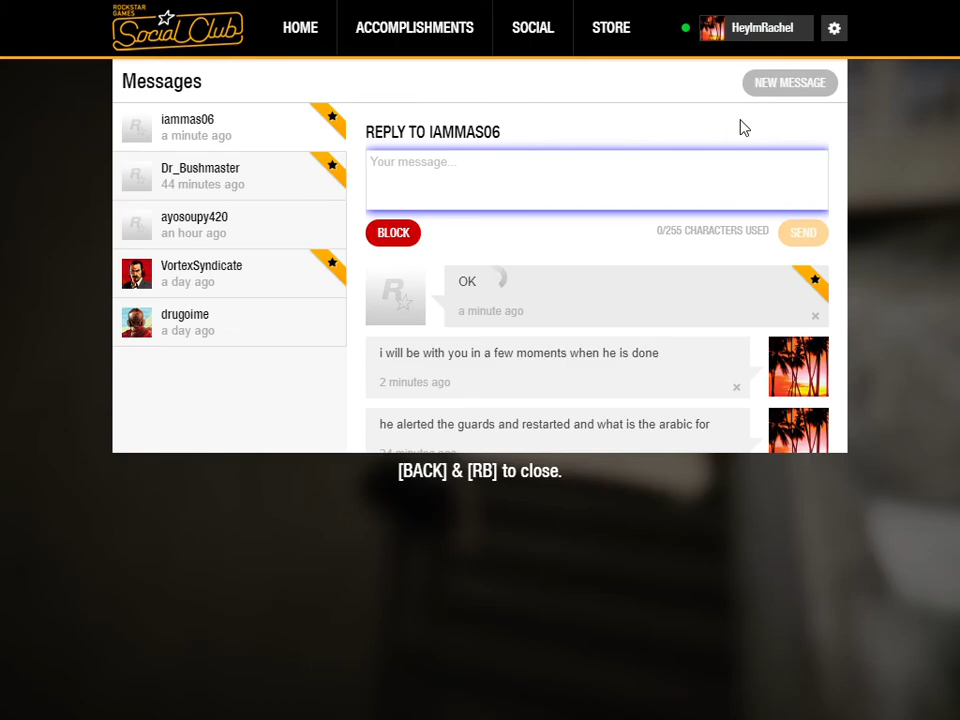 ROCKSTAR
GAMES
Social Club
HOME
ACCOMPLISHMENTS
SOCIAL
STORE
HeyImRachel
Messages
NEW MESSAGE
iammas06
a minute ago
Dr_Bushmaster
44 minutes ago
ayosoupy420
an hour ago
VortexSyndicate
a day ago
drugoime
a day ago
REPLY TO IAMMAS06
Your message...
BLOCK
0/255 CHARACTERS USED
SEND
OK
a minute ago
i will be with you in a few moments when he is done
2 minutes ago
he alerted the guards and restarted and what is the arabic for
[BACK] & [RB] to close.